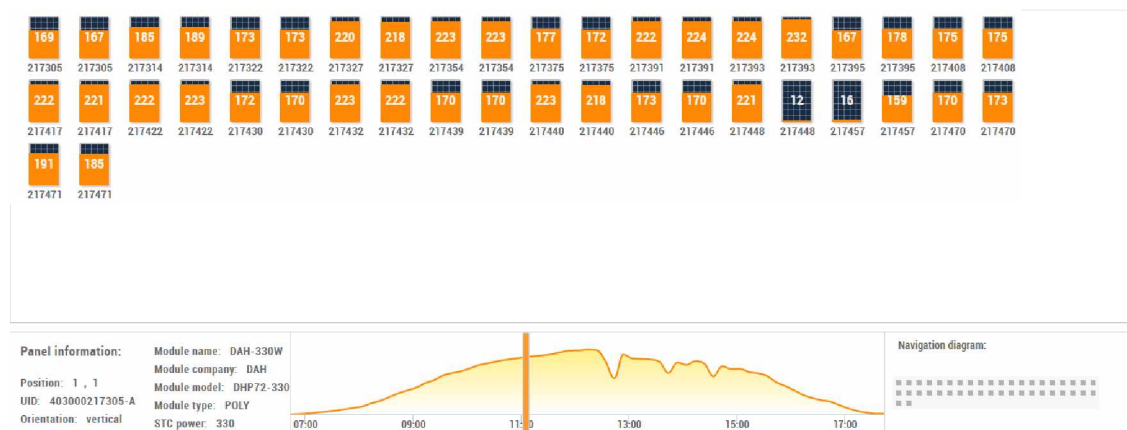 169 167 185 189 173 173 220 218 223 223 177 172 222 224 224 232 167 178 175 175
217305 217305 217314 217314 217322 217322 217327 217327 217354 217354 217375 217375 217391 217391 217393 217393 217395 217395 217408 217408
222 221 222 223 172 170 223 222 170 170 223 218 173 170 221 12 16 159 170 173
217417 217417 217422 217422 217430 217430 217432 217432 217439 217439 217440 217440 217446 217446 217448 217448 217457 217457 217470 217470
191 185
217471 217471
Panel information:
Position: 1 , 1
UID: 403000217305-A
Orientation: vertical
Module name: DAH-330W
Module company: DAH
Module model: DHP72-330
Module type: POLY
STC power: 330
07:00 09:00 11:00 13:00 15:00 17:00
Navigation diagram: